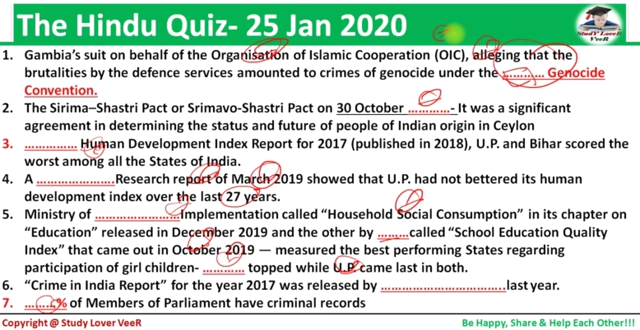 The Hindu Quiz- 25 Jan 2020
StudY LoveR
VeeR
1. Gambia's suit on behalf of the Organisation of Islamic Cooperation (OIC), alleging that the
brutalities by the defence services amounted to crimes of genocide under the ………… Genocide
Convention.
2. The Sirima–Shastri Pact or Srimavo-Shastri Pact on 30 October …………- It was a significant
agreement in determining the status and future of people of Indian origin in Ceylon
3. …………… Human Development Index Report for 2017 (published in 2018), U.P. and Bihar scored the
worst among all the States of India.
4. A …………………..Research report of March 2019 showed that U.P. had not bettered its human
development index over the last 27 years.
5. Ministry of ……………………..Implementation called "Household Social Consumption" in its chapter on
"Education" released in December 2019 and the other by ………called "School Education Quality
Index" that came out in October 2019 — measured the best performing States regarding
participation of girl children- ………… topped while U.P came last in both.
6. "Crime in India Report" for the year 2017 was released by ………………………………..last year.
7. ………% of Members of Parliament have criminal records
Copyright @ Study Lover VeeR
Be Happy, Share & Help Each Other!!!